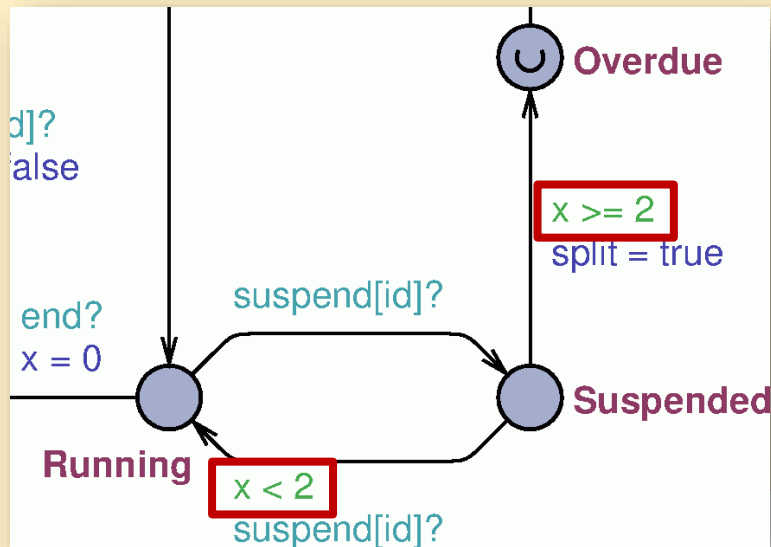 Overdue
d]?
false
x >= 2
split = true
suspend[id]?
end?
x = 0
Suspended
Running
x < 2
suspend[id]?